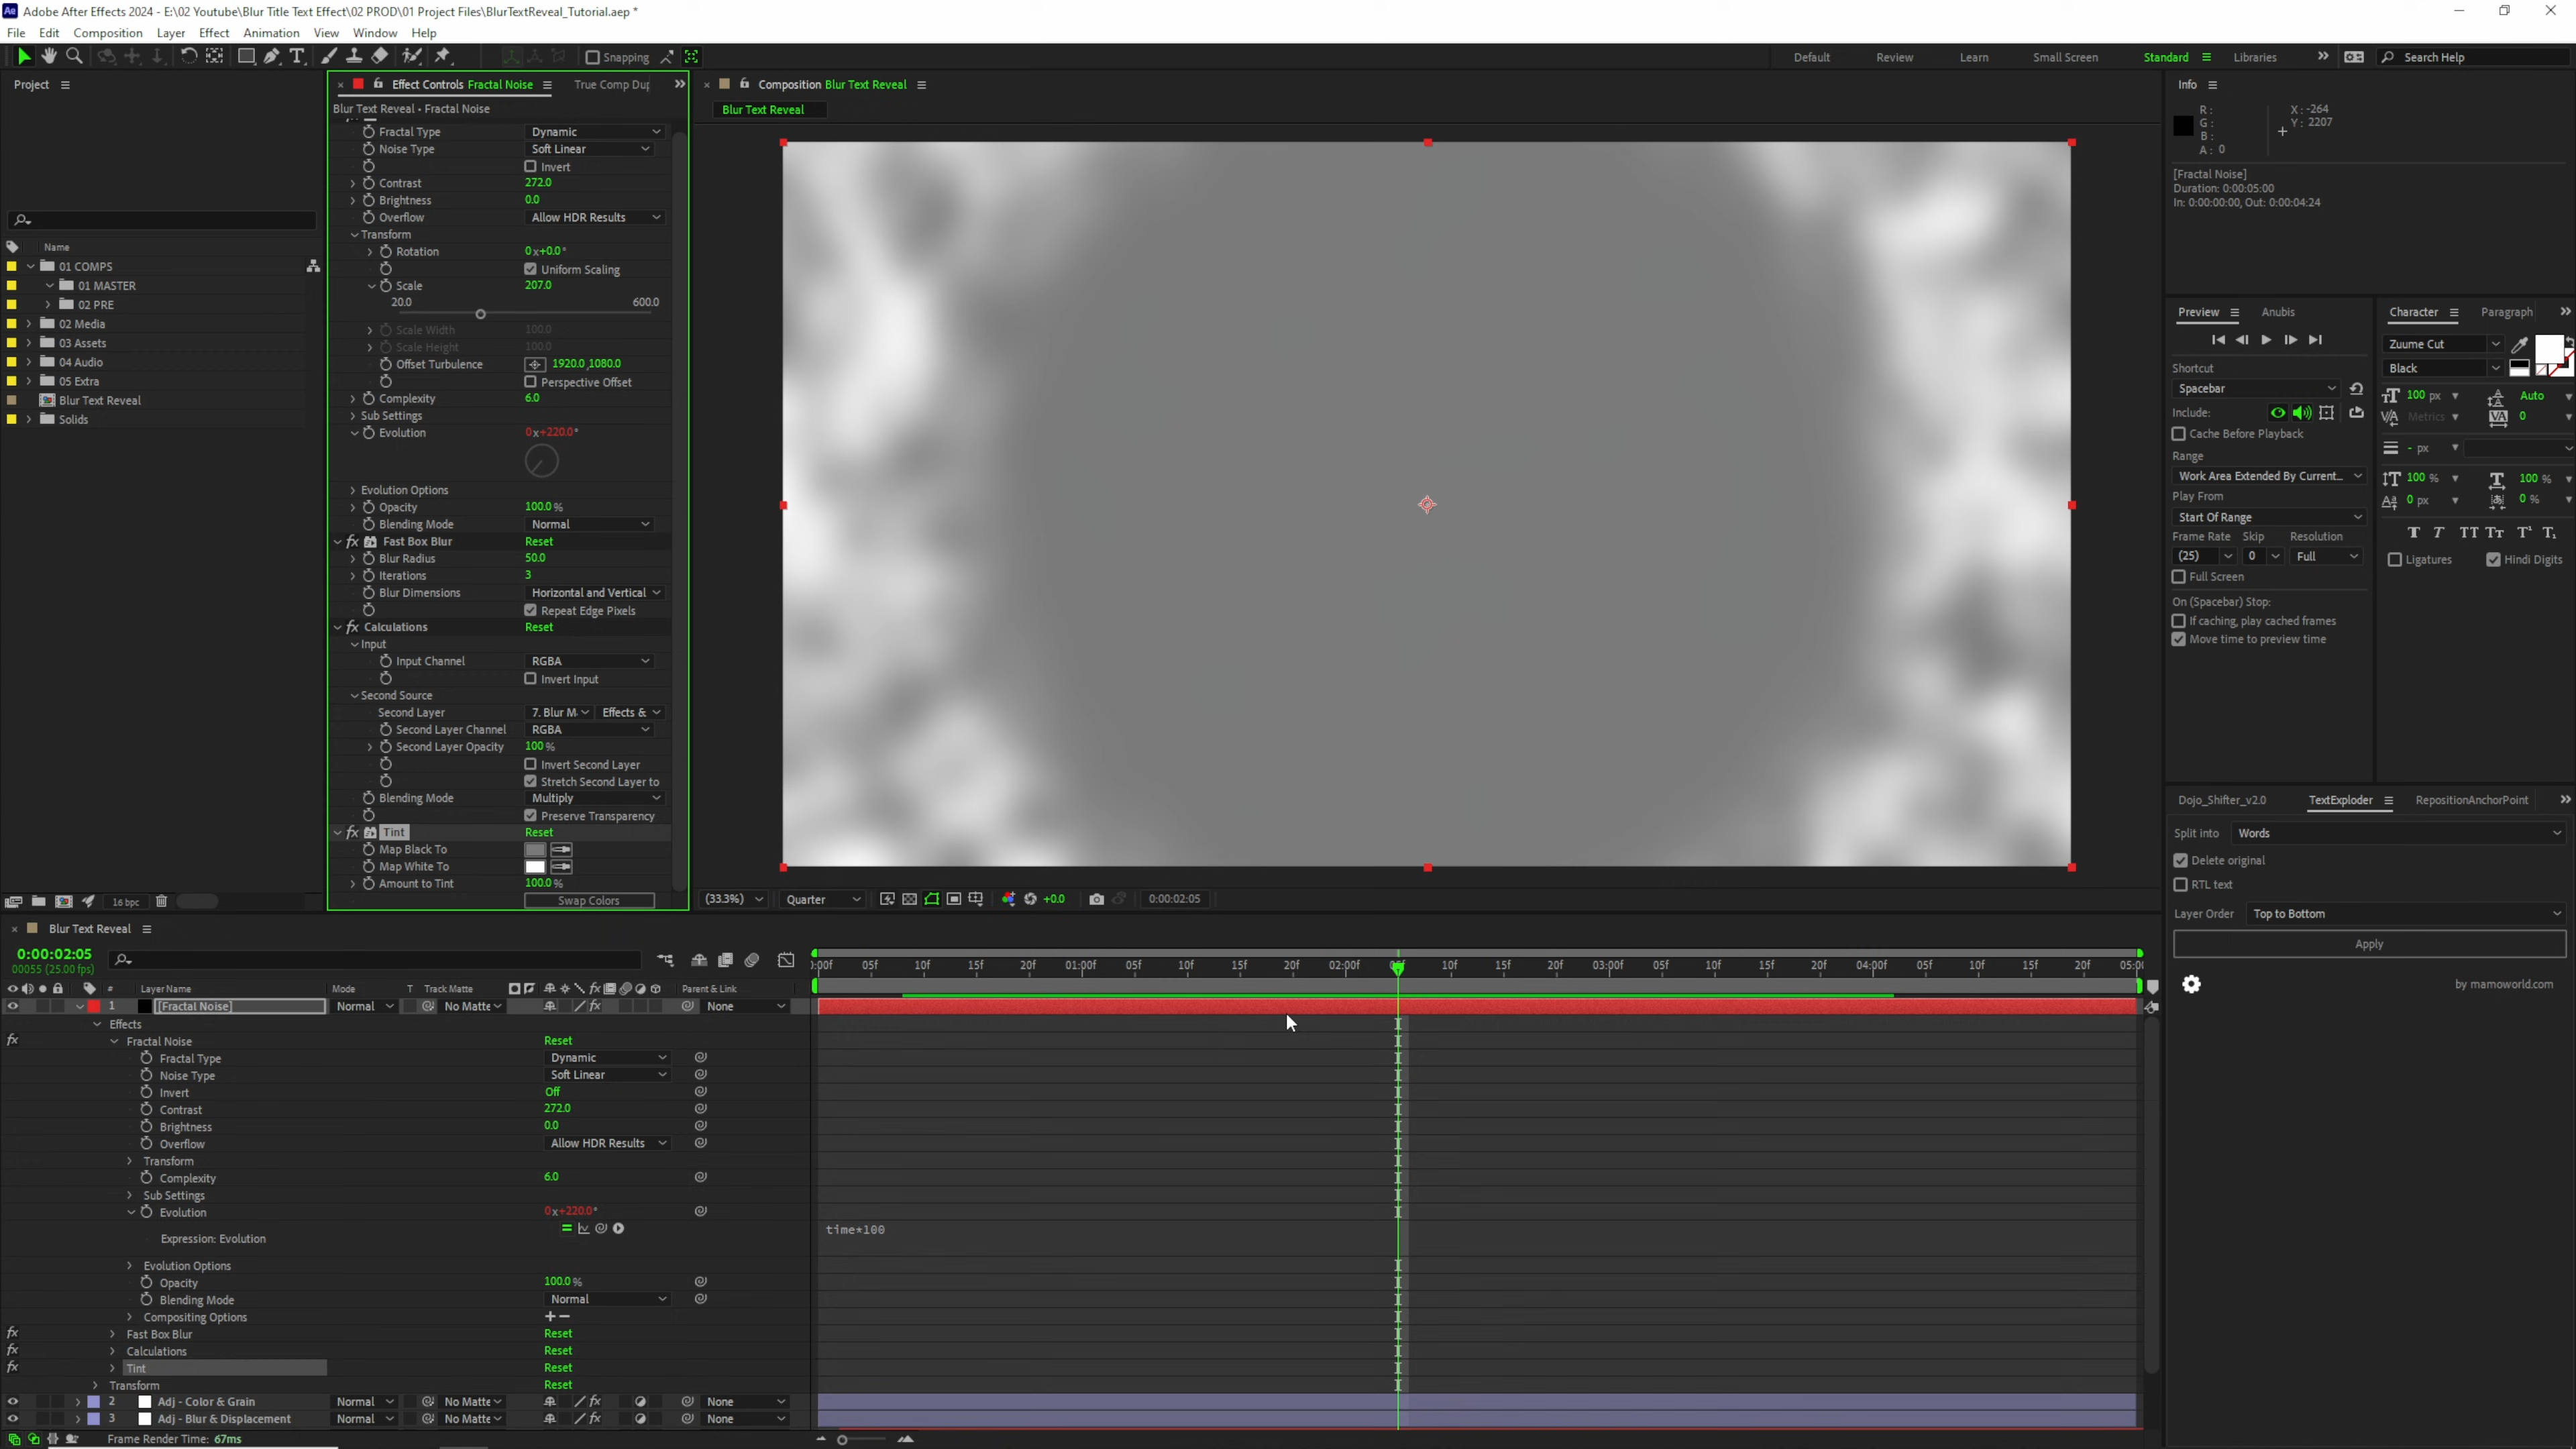 Adobe After Effects 2024 - E:\02 Youtube\Blur Title Text Effect\02 PROD\01 Project Files\BlurTextReveal_Tutorial.aep *
File Edit Composition Layer Effect Animation View Window Help
Snapping Default Review Learn Small Screen Standard Libraries Search Help
Project
Name
01 COMPS
01 MASTER
02 PRE
02 Media
03 Assets
04 Audio
05 Extra
Blur Text Reveal
Solids
16 bpc
Effect Controls Fractal Noise True Comp Dup
Blur Text Reveal • Fractal Noise
Fractal Type Dynamic
Noise Type Soft Linear
Invert
Contrast 272.0
Brightness 0.0
Overflow Allow HDR Results
Transform
Rotation 0x+0.0°
Uniform Scaling
Scale 207.0
20.0 600.0
Scale Width 100.0
Scale Height 100.0
Offset Turbulence 1920.0,1080.0
Perspective Offset
Complexity 6.0
Sub Settings
Evolution 0x+220.0°
Evolution Options
Opacity 100.0 %
Blending Mode Normal
fx Fast Box Blur Reset
Blur Radius 50.0
Iterations 3
Blur Dimensions Horizontal and Vertical
Repeat Edge Pixels
fx Calculations Reset
Input
Input Channel RGBA
Invert Input
Second Source
Second Layer 7. Blur M Effects &
Second Layer Channel RGBA
Second Layer Opacity 100 %
Invert Second Layer
Stretch Second Layer to
Blending Mode Multiply
Preserve Transparency
fx Tint Reset
Map Black To
Map White To
Amount to Tint 100.0 %
Swap Colors
Composition Blur Text Reveal
Blur Text Reveal
(33.3%) Quarter +0.0 0:00:02:05
Info
R: X: -264
G: Y: 2207
B:
A: 0
[Fractal Noise]
Duration: 0:00:05:00
In: 0:00:00:00, Out: 0:00:04:24
Preview Anubis
Shortcut
Spacebar
Include:
Cache Before Playback
Range
Work Area Extended By Current...
Play From
Start Of Range
Frame Rate Skip Resolution
(25) 0 Full
Full Screen
On (Spacebar) Stop:
If caching, play cached frames
Move time to preview time
Character Paragraph
Zuume Cut
Black
100 px Auto
Metrics 0
- px
100 % 100 %
0 px 0 %
Ligatures Hindi Digits
Dojo_Shifter_v2.0 TextExploder RepositionAnchorPoint
Split into Words
Delete original
RTL text
Layer Order Top to Bottom
Apply
by mamoworld.com
Blur Text Reveal
0:00:02:05
00055 (25.00 fps)
:00f 05f 10f 15f 20f 01:00f 05f 10f 15f 20f 02:00f 10f 15f 20f 03:00f 05f 10f 15f 20f 04:00f 05f 10f 15f 20f 05:00
# Layer Name Mode T Track Matte fx Parent & Link
1 [Fractal Noise] Normal No Matte fx None
Effects
fx Fractal Noise Reset
Fractal Type Dynamic
Noise Type Soft Linear
Invert Off
Contrast 272.0
Brightness 0.0
Overflow Allow HDR Results
Transform
Complexity 6.0
Sub Settings
Evolution 0x+220.0°
time*100
Expression: Evolution
Evolution Options
Opacity 100.0 %
Blending Mode Normal
Compositing Options + −
fx Fast Box Blur Reset
fx Calculations Reset
fx Tint Reset
Transform Reset
2 Adj - Color & Grain Normal No Matte fx None
3 Adj - Blur & Displacement Normal No Matte fx None
Frame Render Time: 67ms